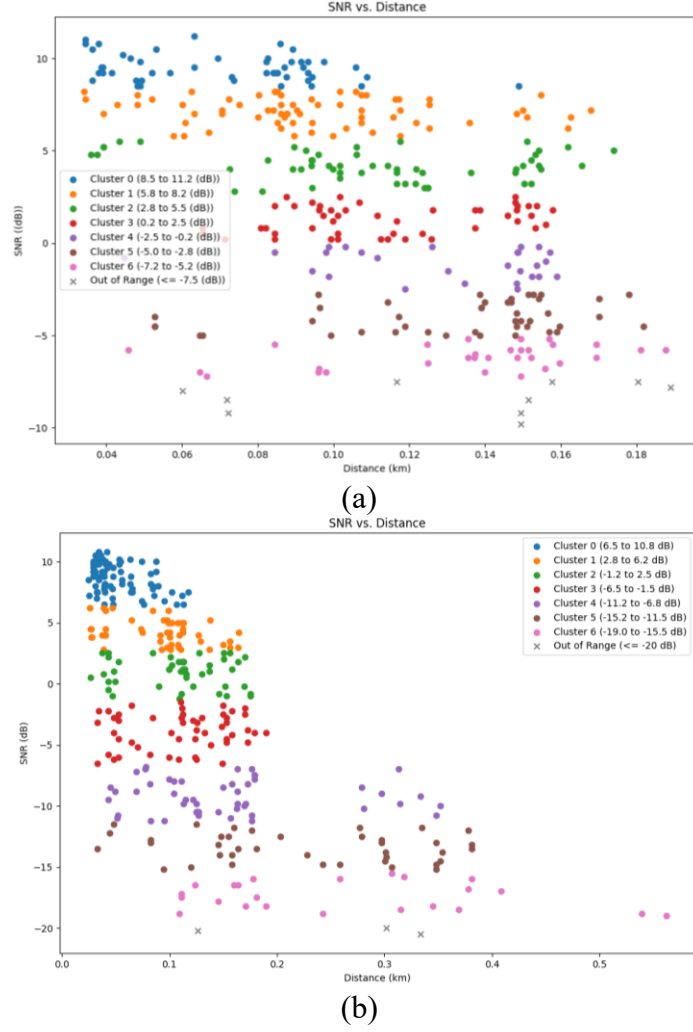 SNR vs. Distance
10
5
0
−5
−10
SNR ((dB))
Cluster 0 (8.5 to 11.2 (dB))
Cluster 1 (5.8 to 8.2 (dB))
Cluster 2 (2.8 to 5.5 (dB))
Cluster 3 (0.2 to 2.5 (dB))
Cluster 4 (-2.5 to -0.2 (dB))
Cluster 5 (-5.0 to -2.8 (dB))
Cluster 6 (-7.2 to -5.2 (dB))
Out of Range (<= -7.5 (dB))
0.04 0.06 0.08 0.10 0.12 0.14 0.16 0.18
Distance (km)
(a)
SNR vs. Distance
10
5
0
−5
−10
−15
−20
SNR (dB)
Cluster 0 (6.5 to 10.8 dB)
Cluster 1 (2.8 to 6.2 dB)
Cluster 2 (-1.2 to 2.5 dB)
Cluster 3 (-6.5 to -1.5 dB)
Cluster 4 (-11.2 to -6.8 dB)
Cluster 5 (-15.2 to -11.5 dB)
Cluster 6 (-19.0 to -15.5 dB)
Out of Range (<= -20 dB)
0.0 0.1 0.2 0.3 0.4 0.5
Distance (km)
(b)